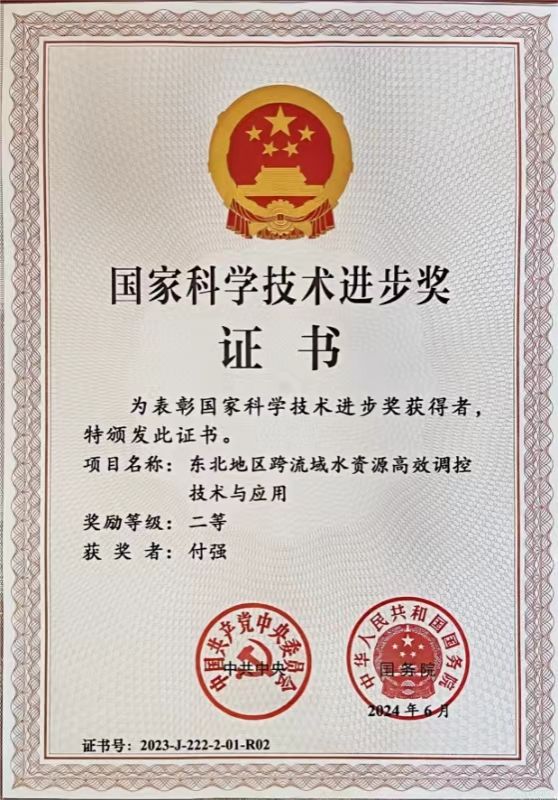 国家科学技术进步奖
证书
为表彰国家科学技术进步奖获得者，
特颁发此证书。
项目名称：东北地区跨流域水资源高效调控
技术与应用
奖励等级：二等
获奖者：付强
中国共产党中央委员会
中共中央
中华人民共和国国务院
国务院
2024年6月
证书号：2023-J-222-2-01-R02